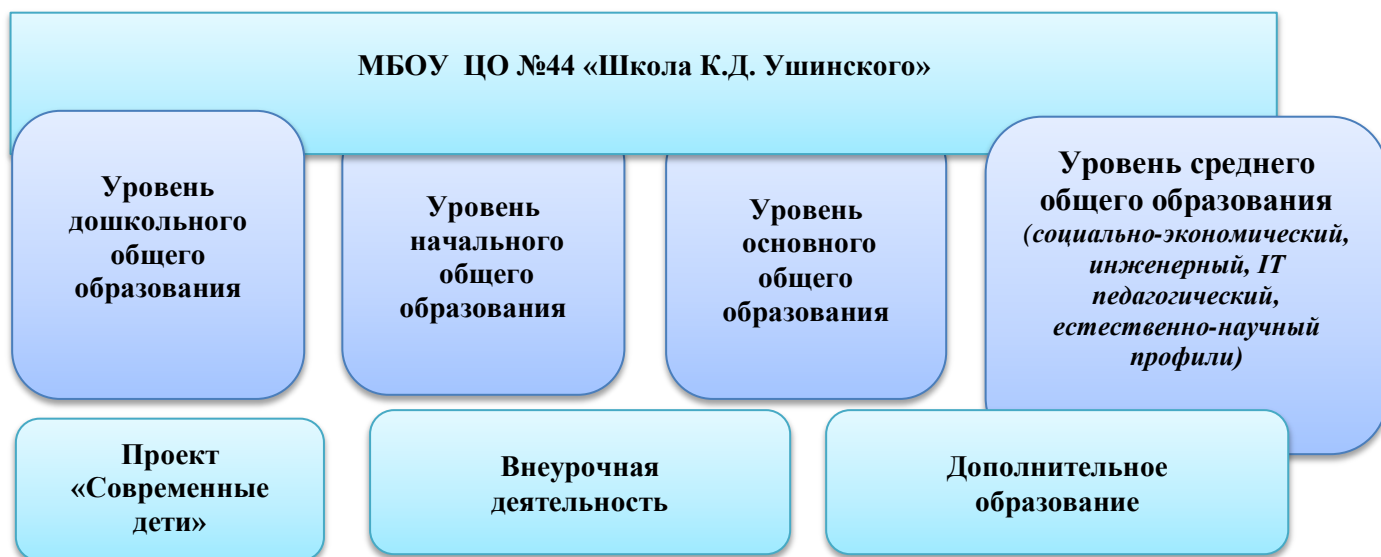 МБОУ ЦО №44 «Школа К.Д. Ушинского»
Уровень
дошкольного
общего
образования
Уровень
начального
общего
образования
Уровень
основного
общего
образования
Уровень среднего
общего образования
(социально-экономический,
инженерный, IT
педагогический,
естественно-научный
профили)
Проект
«Современные
дети»
Внеурочная
деятельность
Дополнительное
образование